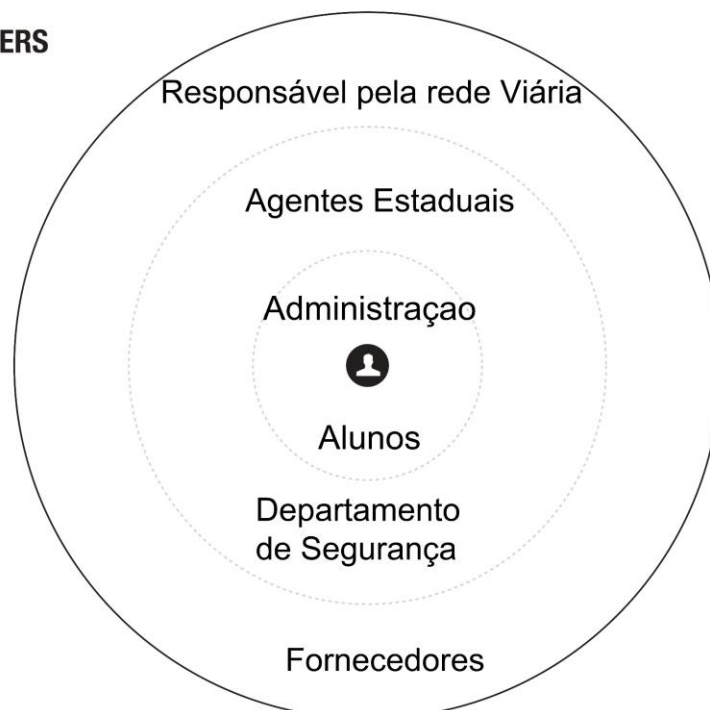 ERS
Responsável pela rede Viária
Agentes Estaduais
Administraçao
Alunos
Departamento
de Segurança
Fornecedores